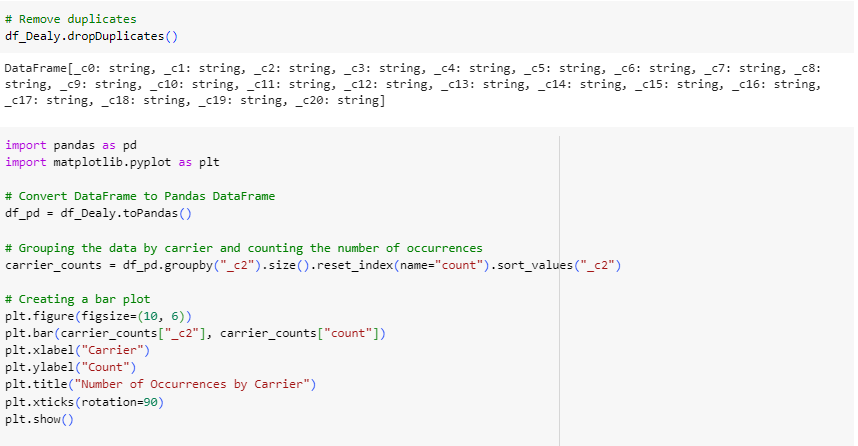 # Remove duplicates
df_Dealy.dropDuplicates()
DataFrame[_c0: string, _c1: string, _c2: string, _c3: string, _c4: string, _c5: string, _c6: string, _c7: string, _c8:
string, _c9: string, _c10: string, _c11: string, _c12: string, _c13: string, _c14: string, _c15: string, _c16: string,
_c17: string, _c18: string, _c19: string, _c20: string]
import pandas as pd
import matplotlib.pyplot as plt
# Convert DataFrame to Pandas DataFrame
df_pd = df_Dealy.toPandas()
# Grouping the data by carrier and counting the number of occurrences
carrier_counts = df_pd.groupby("_c2").size().reset_index(name="count").sort_values("_c2")
# Creating a bar plot
plt.figure(figsize=(10, 6))
plt.bar(carrier_counts["_c2"], carrier_counts["count"])
plt.xlabel("Carrier")
plt.ylabel("Count")
plt.title("Number of Occurrences by Carrier")
plt.xticks(rotation=90)
plt.show()